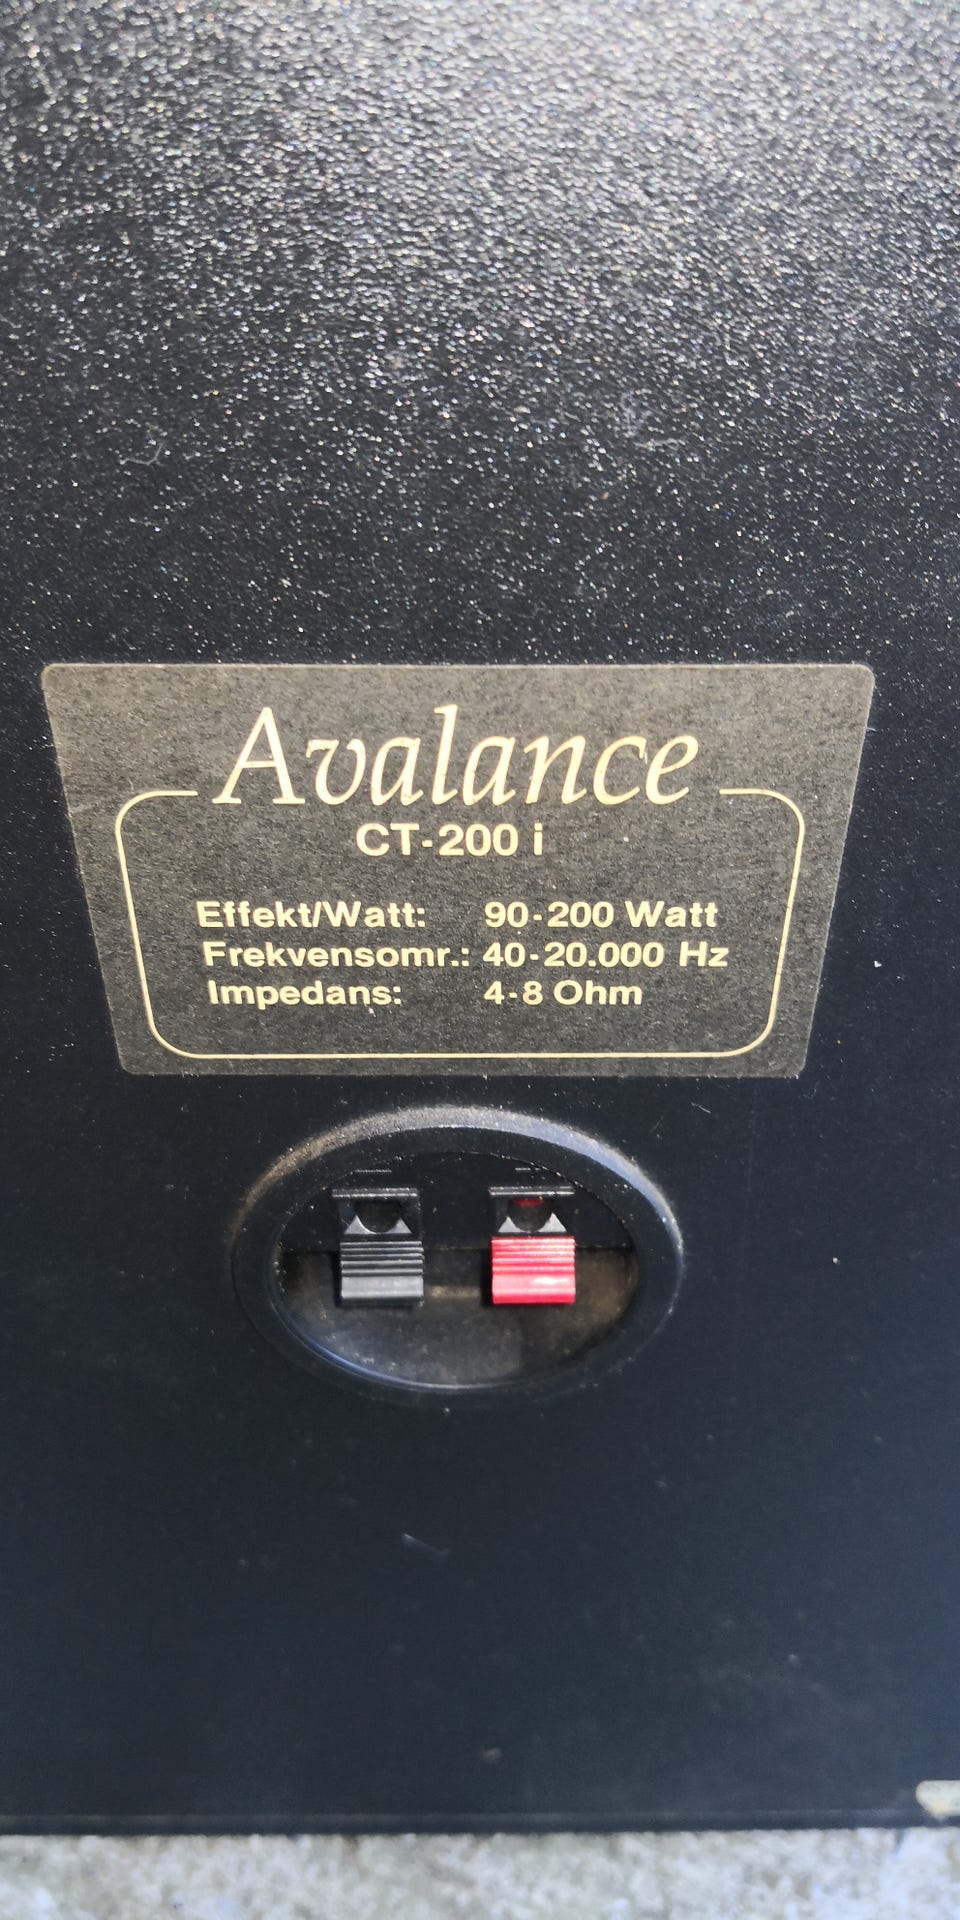 Avalance
CT-200 i
Effekt/Watt: 90-200 Watt
Frekvensomr.: 40-20.000 Hz
Impedans: 4-8 Ohm